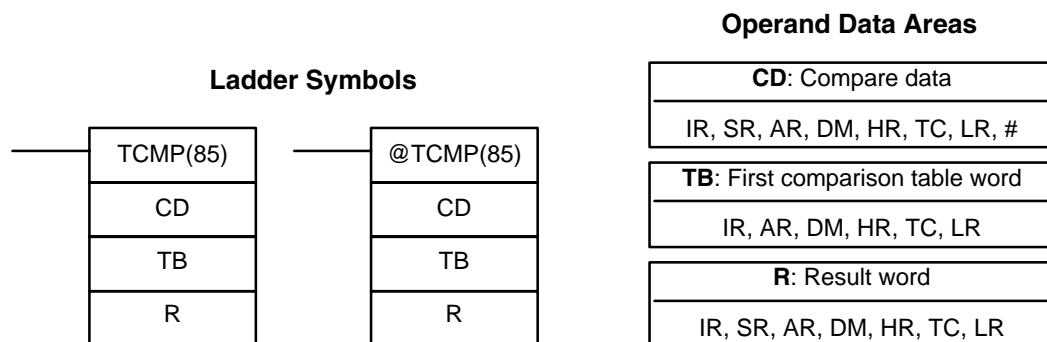 Operand Data Areas
Ladder Symbols
CD: Compare data
IR, SR, AR, DM, HR, TC, LR, #
TCMP(85)
@TCMP(85)
TB: First comparison table word
CD
CD
IR, AR, DM, HR, TC, LR
TB
TB
R: Result word
R
R
IR, SR, AR, DM, HR, TC, LR